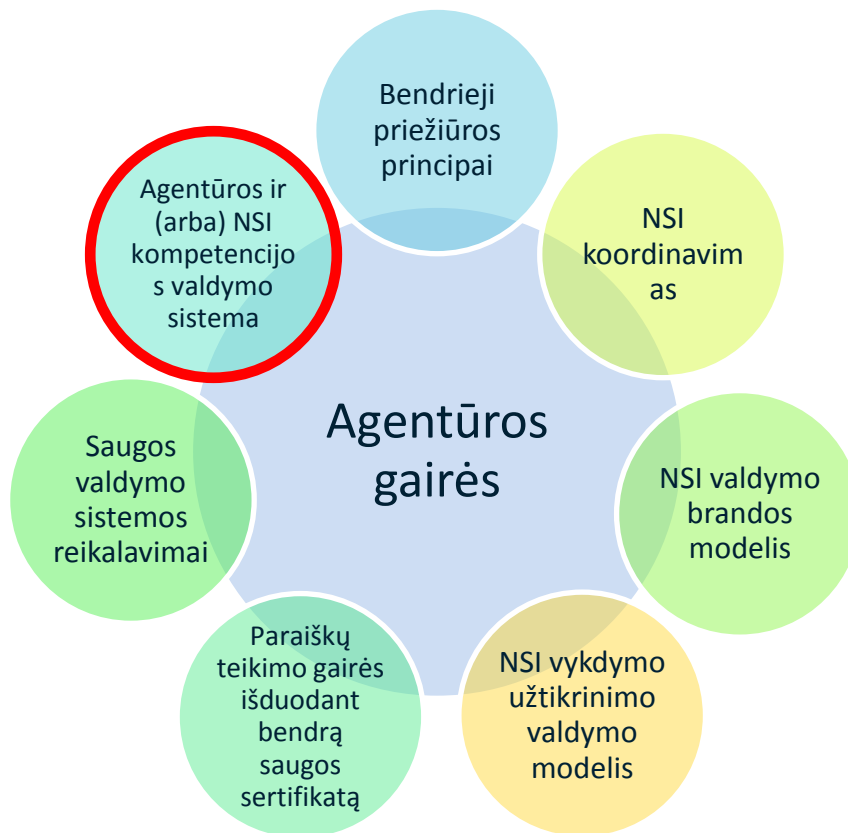 Bendrieji
priežiūros
principai
NSI
koordinavim
as
NSI valdymo
brandos
modelis
NSI vykdymo
užtikrinimo
valdymo
modelis
Paraiškų
teikimo gairės
išduodant
bendrą
saugos
sertifikatą
Saugos
valdymo
sistemos
reikalavimai
Agentūros ir
(arba) NSI
kompetencijo
s valdymo
sistema
Agentūros
gairės